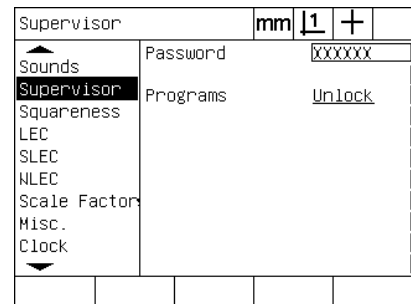 Supervisor mm 1
Sounds
Supervisor
Squareness
LEC
SLEC
NLEC
Scale Factor
Misc.
Clock
Password XXXXXX
Programs Unlock